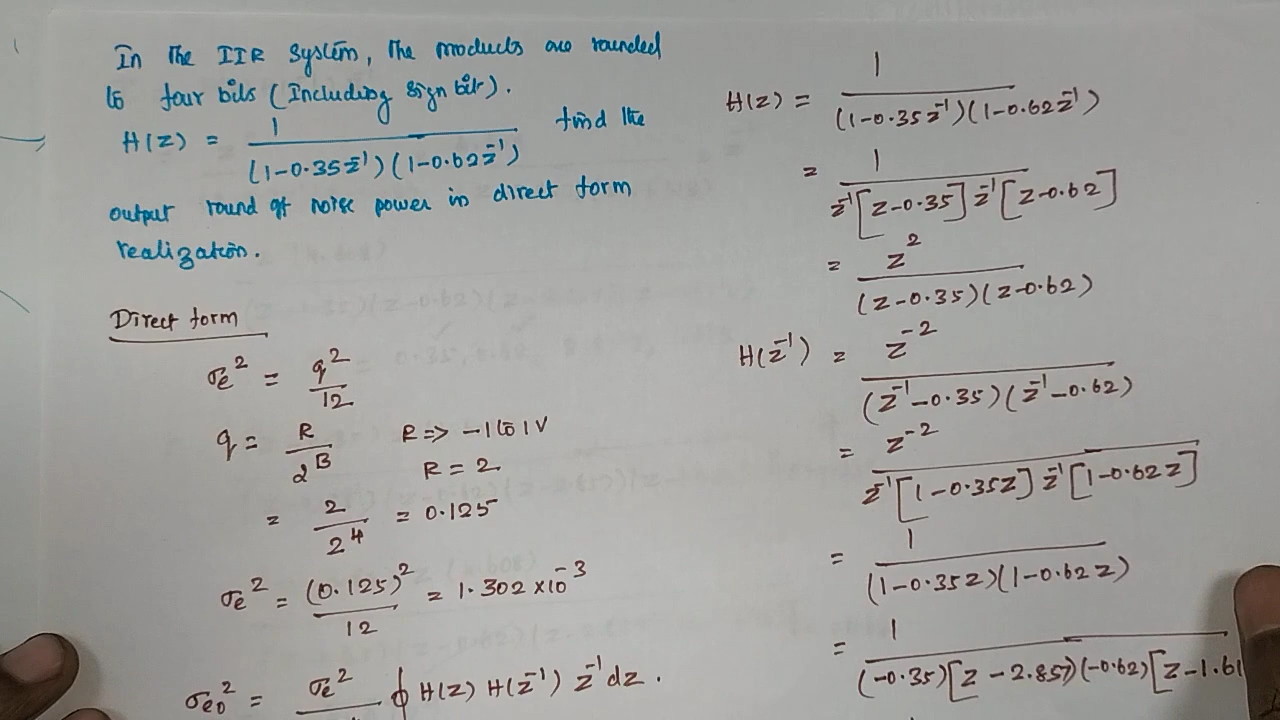 In the IIR System, the products are rounded
to four bits (Including sign bit).
H(z) = 1 / (1-0.35z⁻¹)(1-0.62z⁻¹) find the
output round off noise power in direct form
realization.
Direct form
σe² = q²/12
q = R/2^B R => -1 to 1V
R = 2
= 2/2⁴ = 0.125
σe² = (0.125)²/12 = 1.302 x 10⁻³
σeo² = σe² ∮ H(z) H(z⁻¹) z⁻¹ dz.
H(z) = 1 / (1-0.35z⁻¹)(1-0.62z⁻¹)
= 1 / z⁻¹[z-0.35] z⁻¹[z-0.62]
= z² / (z-0.35)(z-0.62)
H(z⁻¹) = z⁻² / (z⁻¹-0.35)(z⁻¹-0.62)
= z⁻² / z⁻¹[1-0.35z] z⁻¹[1-0.62z]
= 1 / (1-0.35z)(1-0.62z)
= 1 / (-0.35)[z-2.857)(-0.62)[z-1.61